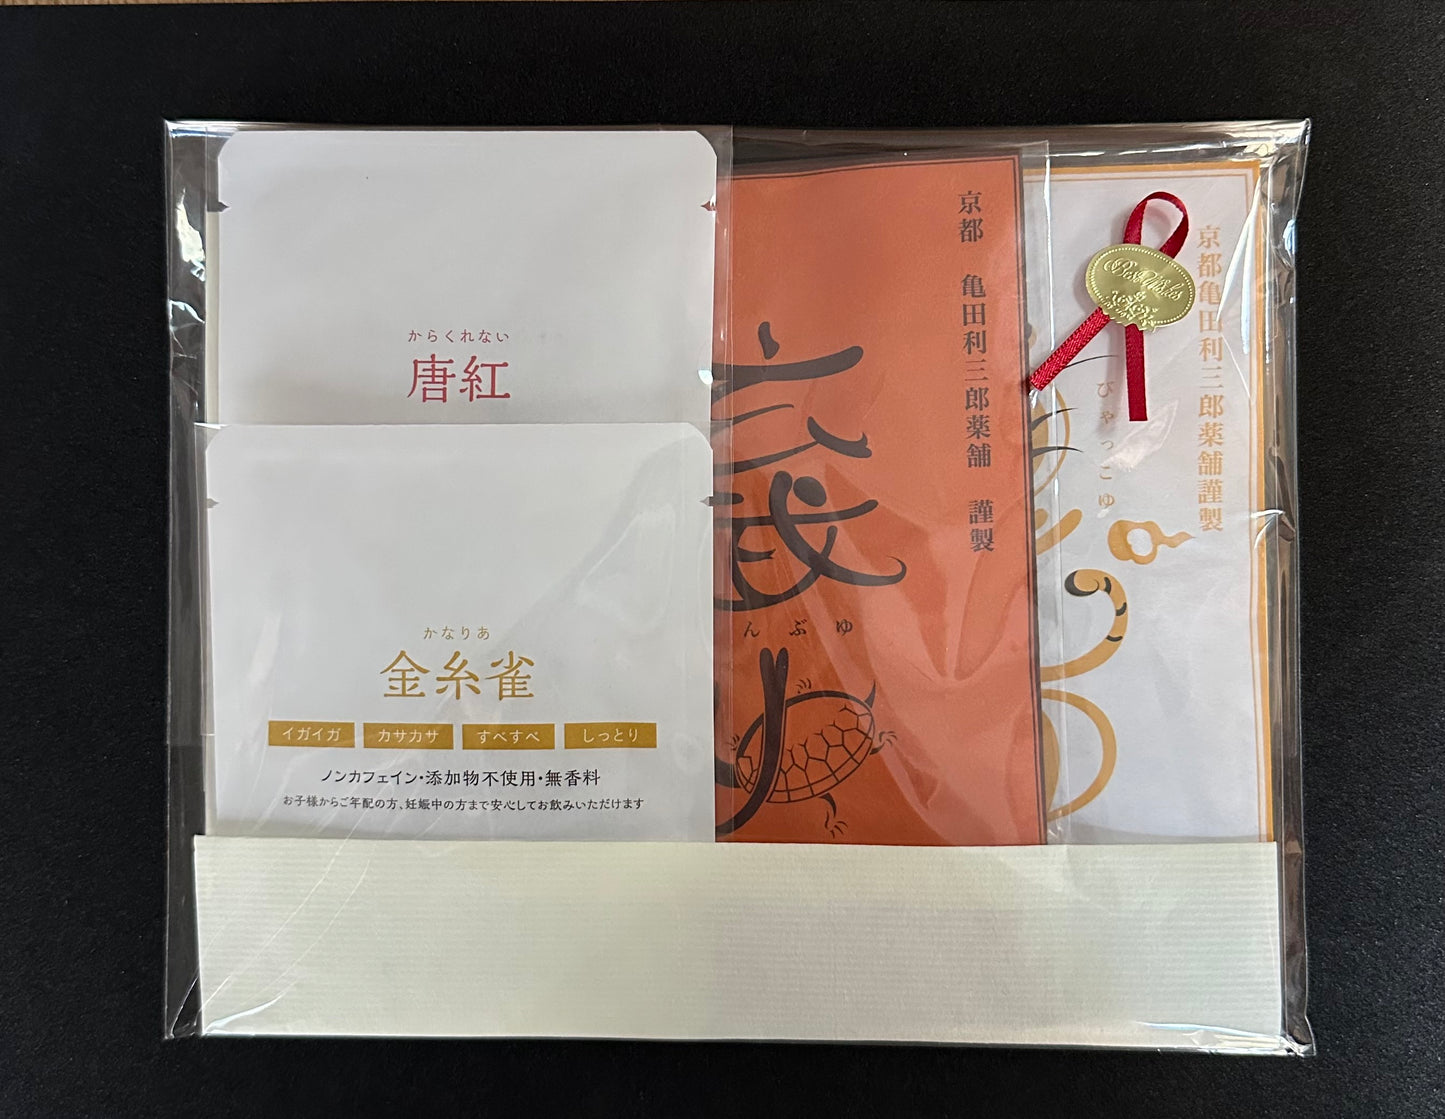 からくれない
唐紅
かなりあ
金糸雀
イガイガ カサカサ すべすべ しっとり
ノンカフェイン・添加物不使用・無香料
お子様からご年配の方、妊娠中の方まで安心してお飲みいただけます
京都 亀田利三郎薬舗 謹製
んぶゆ
Best Wishes
京都亀田利三郎薬舗謹製
びゃっこゆ